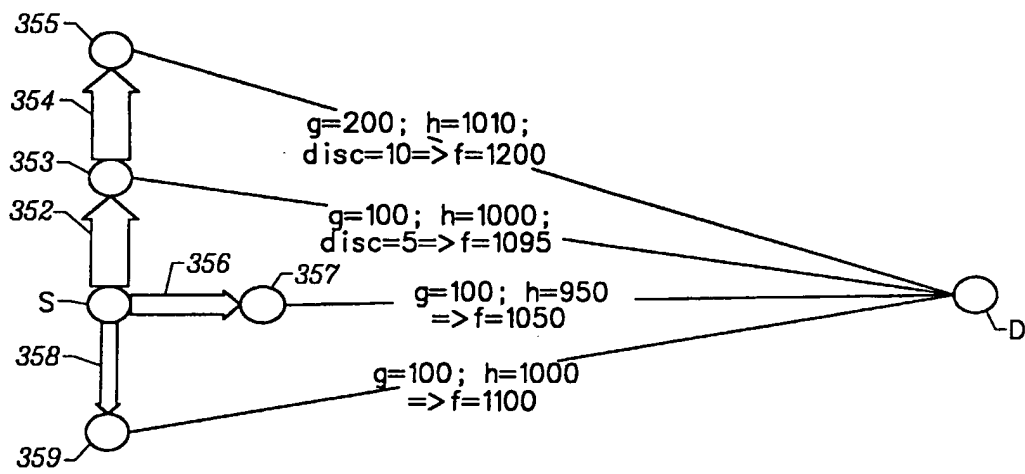 355
354
g=200; h=1010;
disc=10=>f=1200
353
352
g=100; h=1000;
disc=5=>f=1095
356
357
S
g=100; h=950
=>f=1050
D
358
g=100; h=1000
=>f=1100
359